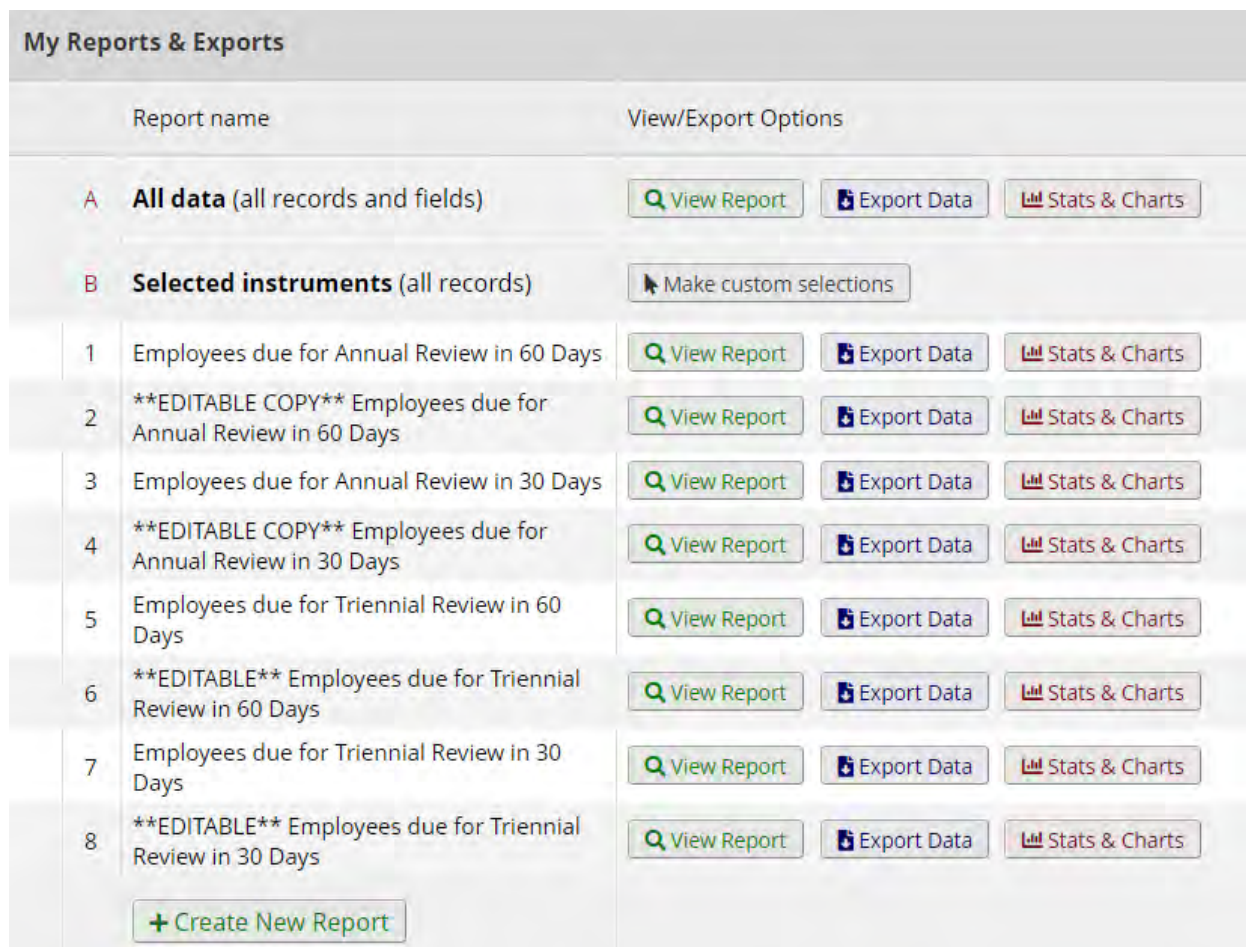 My Reports & Exports
Report name View/Export Options
A All data (all records and fields) View Report Export Data Stats & Charts
B Selected instruments (all records) Make custom selections
1 Employees due for Annual Review in 60 Days View Report Export Data Stats & Charts
2 **EDITABLE COPY** Employees due for
Annual Review in 60 Days View Report Export Data Stats & Charts
3 Employees due for Annual Review in 30 Days View Report Export Data Stats & Charts
4 **EDITABLE COPY** Employees due for
Annual Review in 30 Days View Report Export Data Stats & Charts
5 Employees due for Triennial Review in 60
Days View Report Export Data Stats & Charts
6 **EDITABLE** Employees due for Triennial
Review in 60 Days View Report Export Data Stats & Charts
7 Employees due for Triennial Review in 30
Days View Report Export Data Stats & Charts
8 **EDITABLE** Employees due for Triennial
Review in 30 Days View Report Export Data Stats & Charts
+ Create New Report